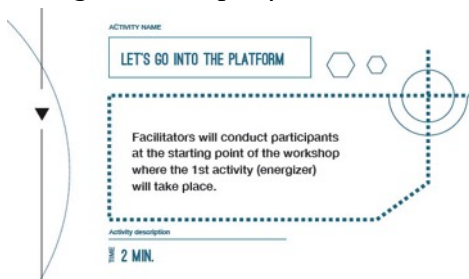 ACTIVITY NAME
LET'S GO INTO THE PLATFORM
Facilitators will conduct participants
at the starting point of the workshop
where the 1st activity (energizer)
will take place.
Activity description
TIME
2 MIN.